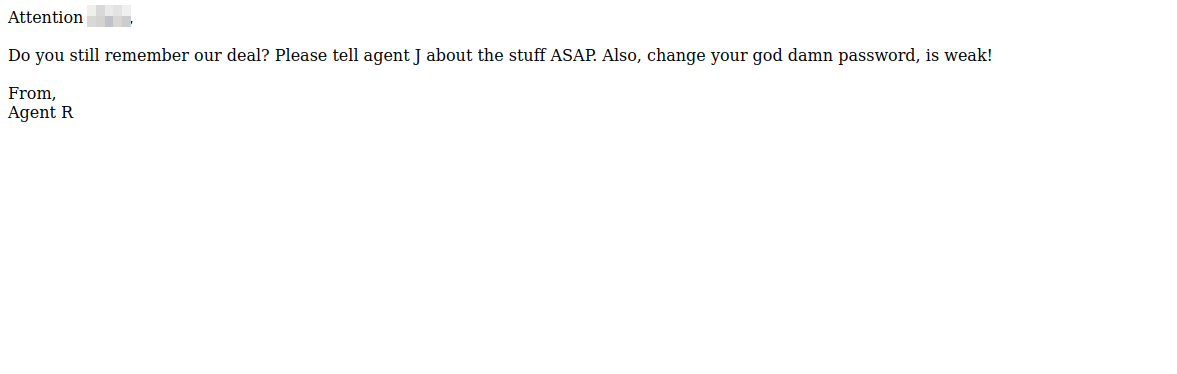 Attention ,
Do you still remember our deal? Please tell agent J about the stuff ASAP. Also, change your god damn password, is weak!
From,
Agent R